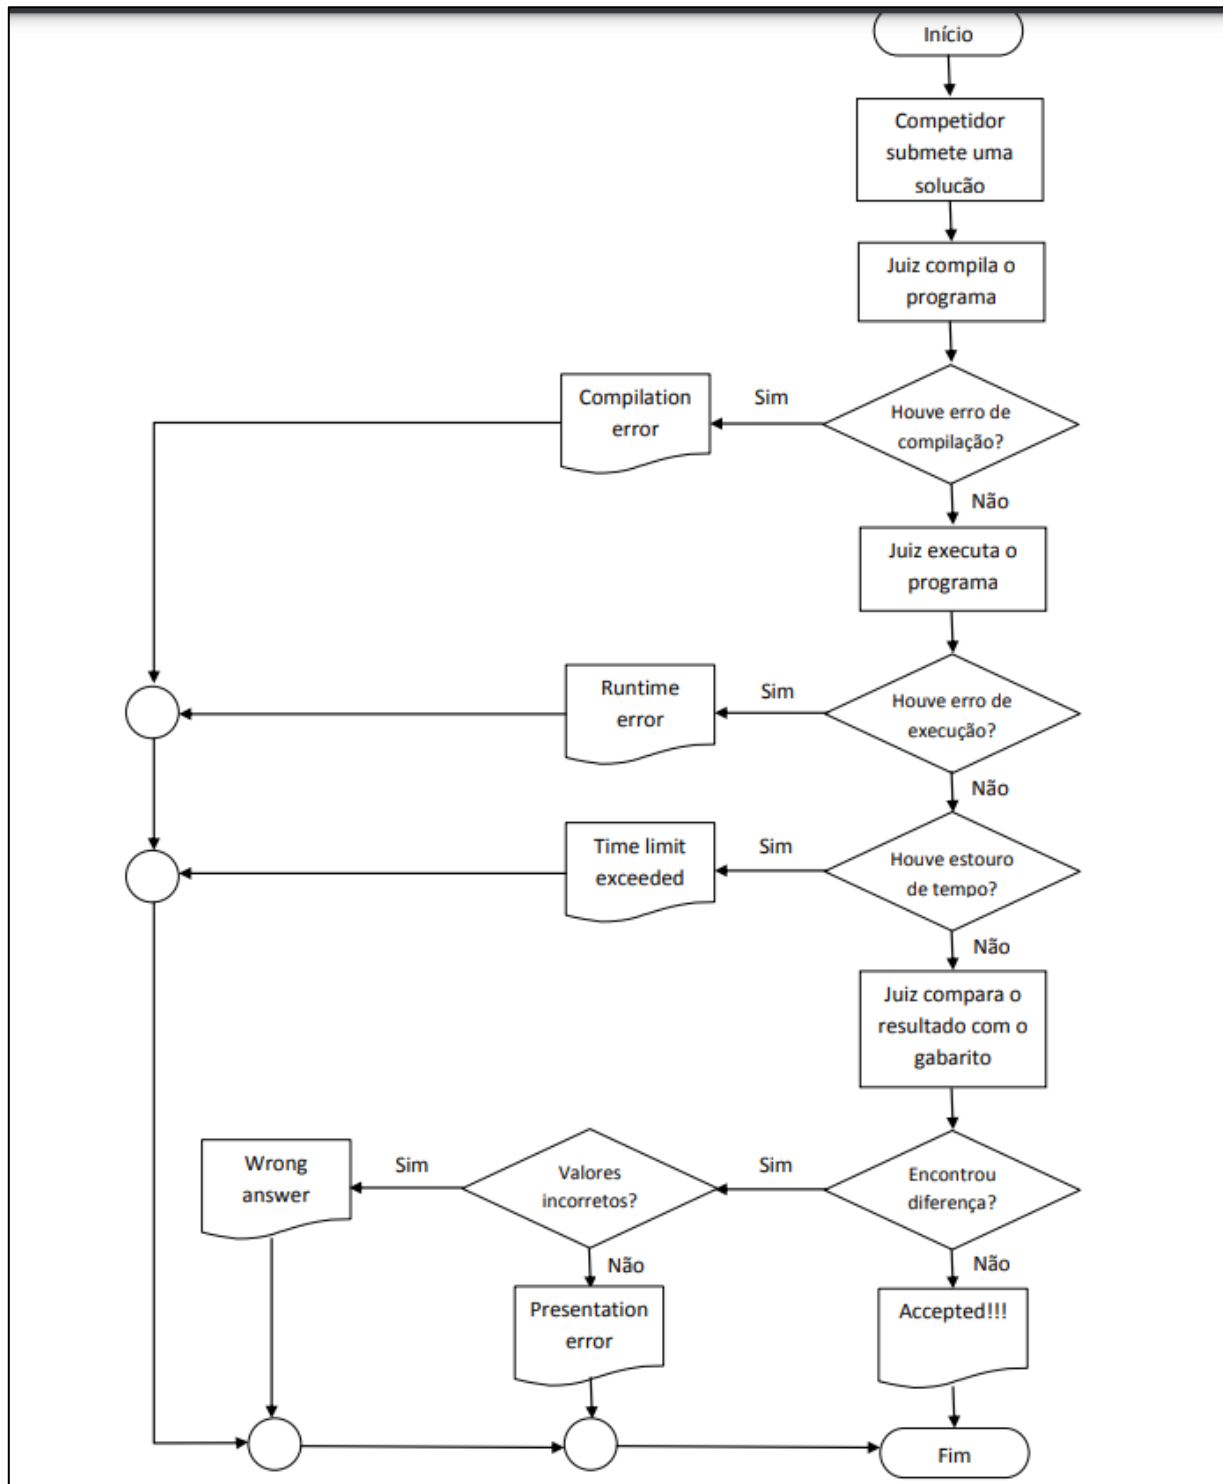 Início
Competidor
submete uma
solucão
Juiz compila o
programa
Houve erro de
compilação?
Sim
Compilation
error
Não
Juiz executa o
programa
Houve erro de
execução?
Sim
Runtime
error
Não
Houve estouro
de tempo?
Sim
Time limit
exceeded
Não
Juiz compara o
resultado com o
gabarito
Encontrou
diferença?
Sim
Valores
incorretos?
Sim
Wrong
answer
Não
Presentation
error
Não
Accepted!!!
Fim